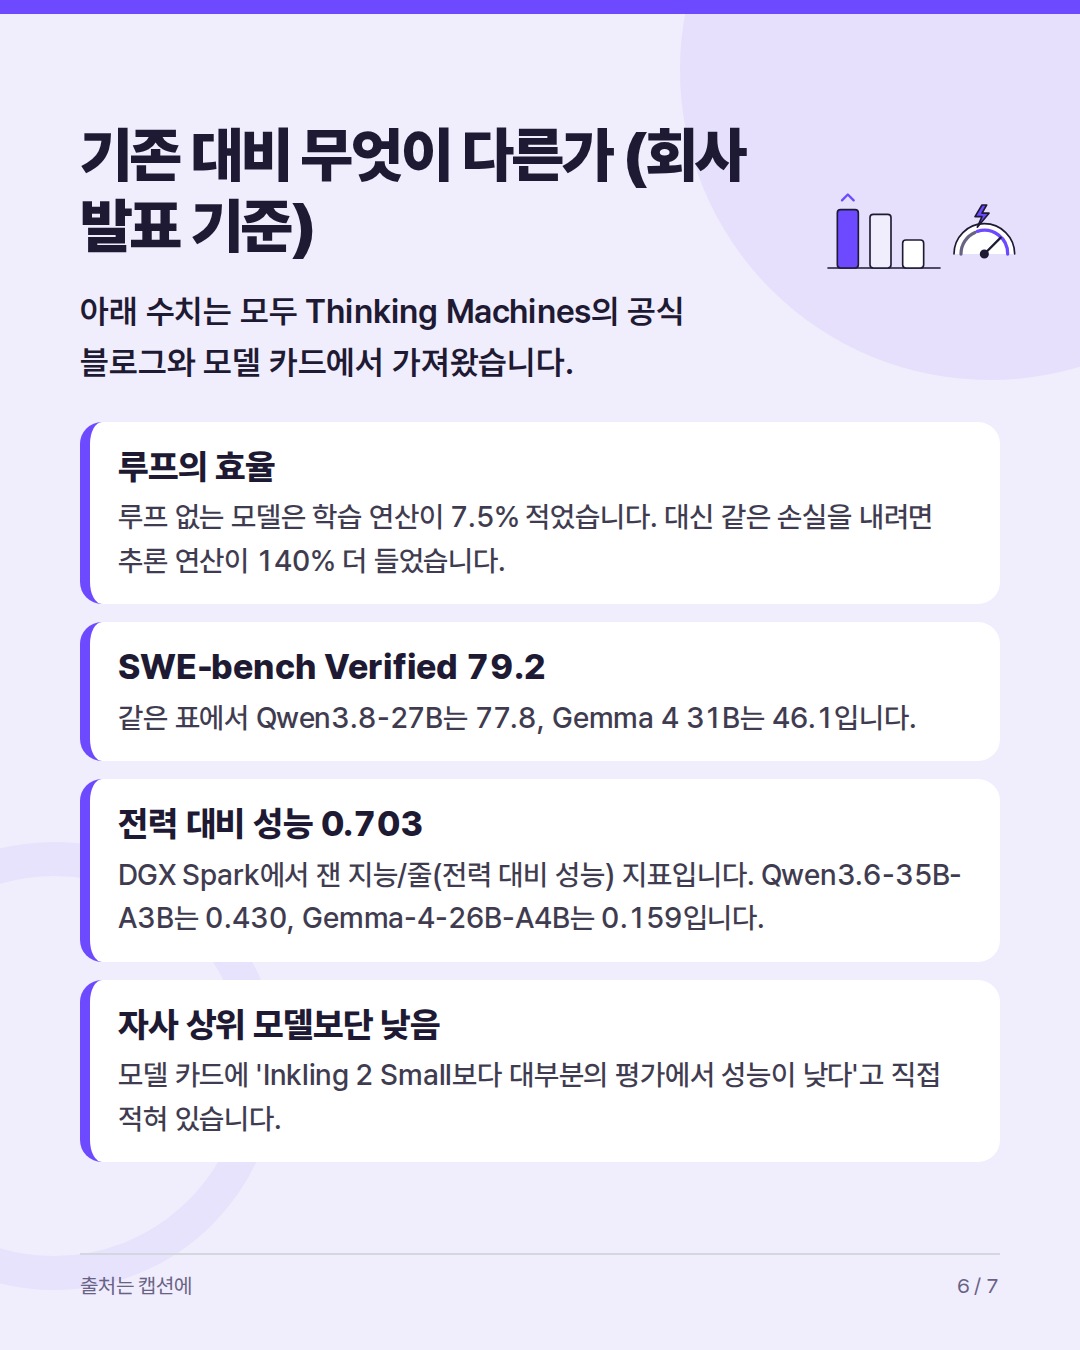 기존 대비 무엇이 다른가 (회사
발표 기준)
아래 수치는 모두 Thinking Machines의 공식
블로그와 모델 카드에서 가져왔습니다.
루프의 효율
루프 없는 모델은 학습 연산이 7.5% 적었습니다. 대신 같은 손실을 내려면
추론 연산이 140% 더 들었습니다.
SWE-bench Verified 79.2
같은 표에서 Qwen3.8-27B는 77.8, Gemma 4 31B는 46.1입니다.
전력 대비 성능 0.703
DGX Spark에서 잰 지능/줄(전력 대비 성능) 지표입니다. Qwen3.6-35B-
A3B는 0.430, Gemma-4-26B-A4B는 0.159입니다.
자사 상위 모델보단 낮음
모델 카드에 'Inkling 2 Small보다 대부분의 평가에서 성능이 낮다'고 직접
적혀 있습니다.
출처는 캡션에
6 / 7